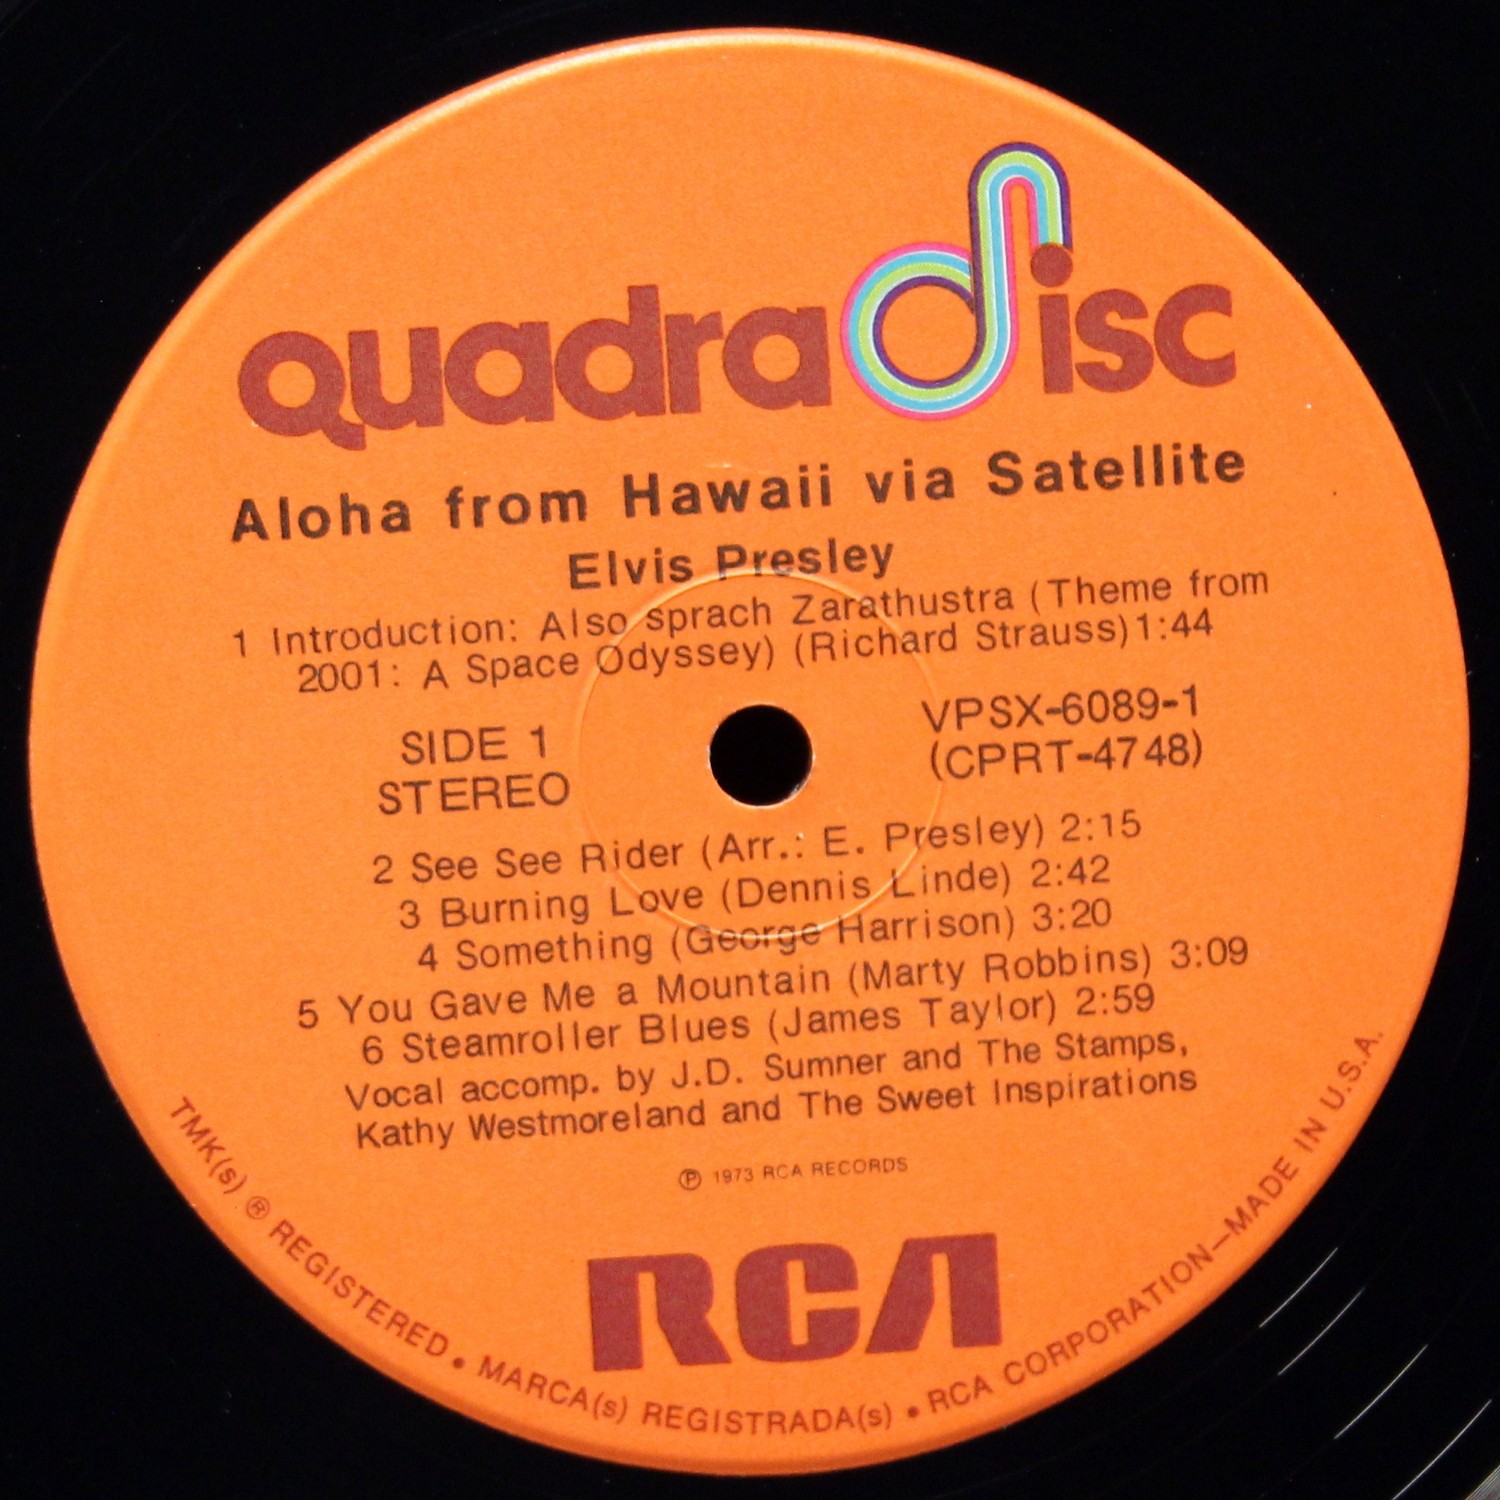 quadradisc
Aloha from Hawaii via Satellite
Elvis Presley
1 Introduction: Also sprach Zarathustra (Theme from
2001: A Space Odyssey) (Richard Strauss) 1:44
SIDE 1
STEREO
VPSX-6089-1
(CPRT-4748)
2 See See Rider (Arr.: E. Presley) 2:15
3 Burning Love (Dennis Linde) 2:42
4 Something (George Harrison) 3:20
5 You Gave Me a Mountain (Marty Robbins) 3:09
6 Steamroller Blues (James Taylor) 2:59
Vocal accomp. by J.D. Sumner and The Stamps,
Kathy Westmoreland and The Sweet Inspirations
℗ 1973 RCA RECORDS
RCA
TMK(s) ® REGISTERED • MARCA(s) REGISTRADA(s) • RCA CORPORATION—MADE IN U.S.A.